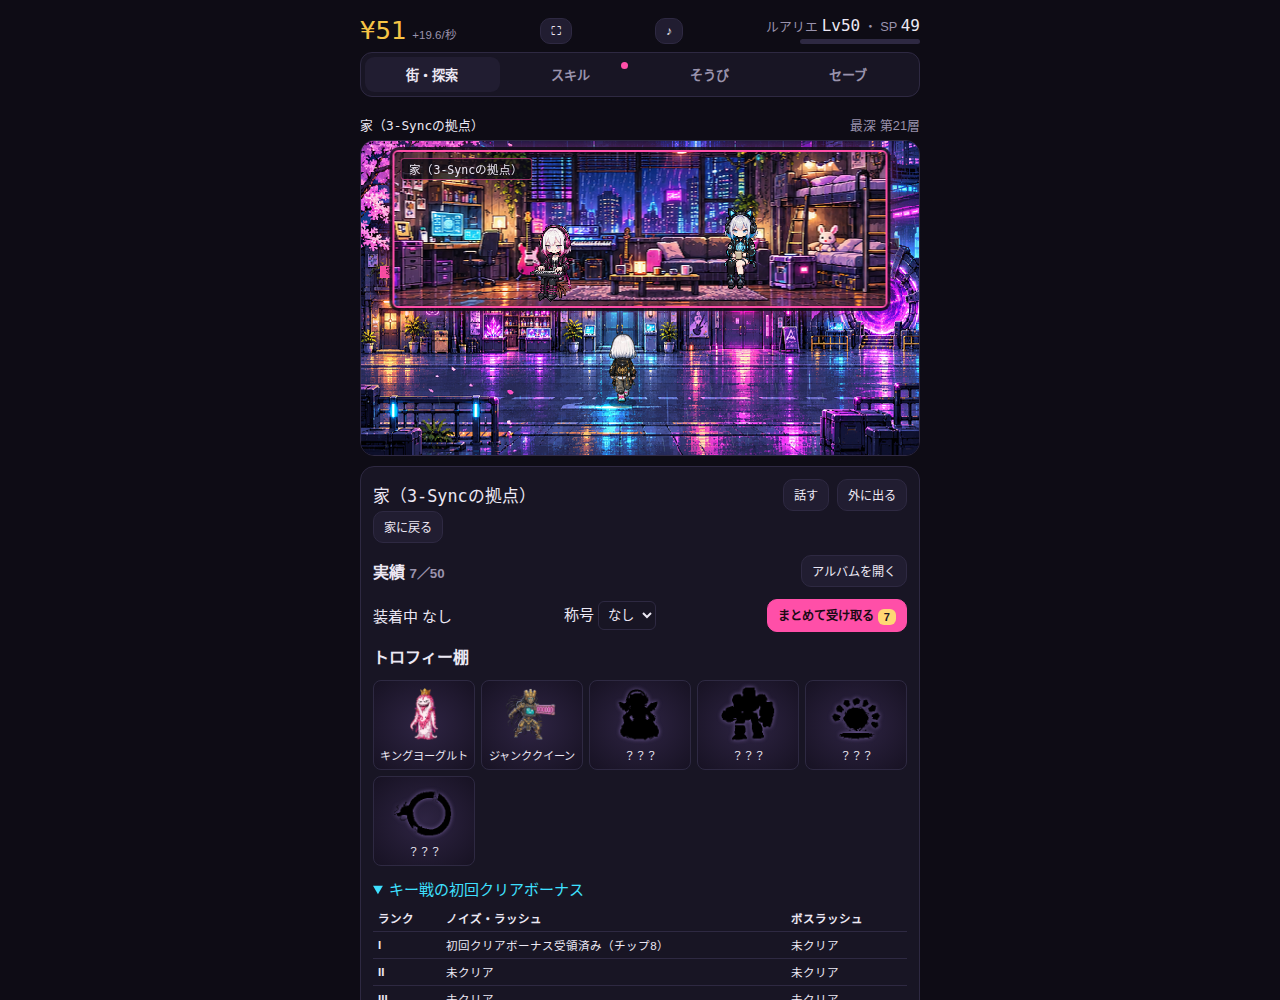 ¥51 +19.6/秒 ♪ ルアリエ Lv50 ・ SP 49
街・探索 スキル そうび セーブ
家（3-Syncの拠点） 最深 第21層
家（3-Syncの拠点）
家（3-Syncの拠点） 話す 外に出る
家に戻る
実績 7／50 アルバムを開く
装着中 なし 称号 なし まとめて受け取る 7
トロフィー棚
キングヨーグルト ジャンククイーン ？？？ ？？？ ？？？
？？？
▼ キー戦の初回クリアボーナス
ランク ノイズ・ラッシュ ボスラッシュ
I 初回クリアボーナス受領済み（チップ8） 未クリア
II 未クリア 未クリア
III 未クリア 未クリア